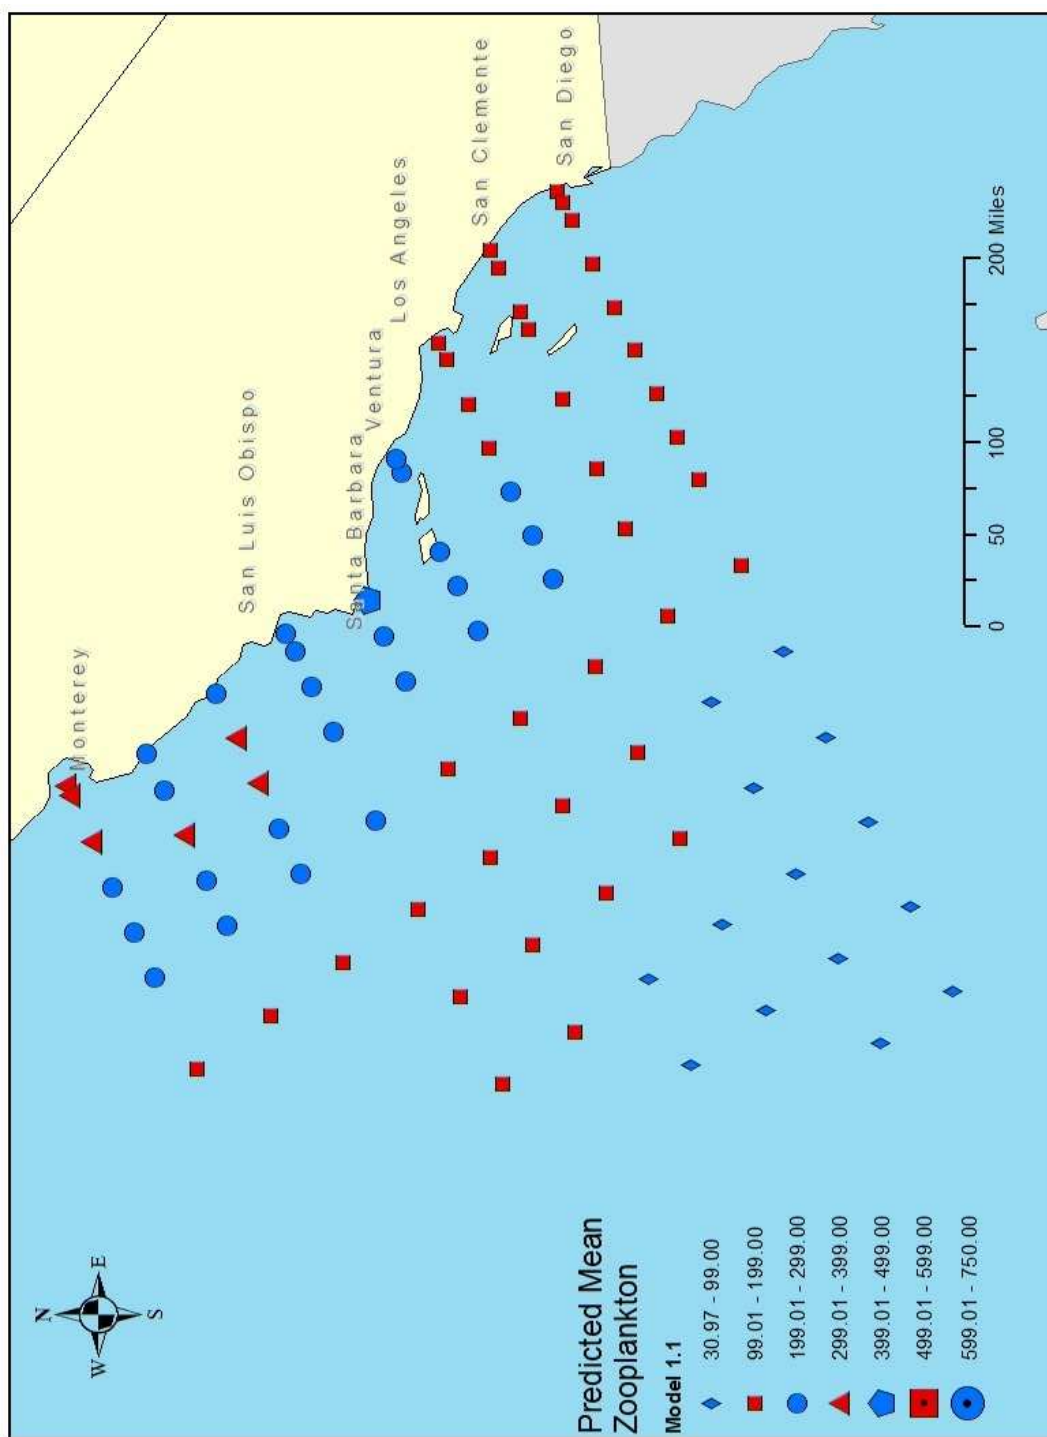 N
W
E
S
Monterey
San Luis Obispo
Santa Barbara
Ventura
Los Angeles
San Clemente
San Diego
Predicted Mean
Zooplankton
Model 1.1
30.97 - 99.00
99.01 - 199.00
199.01 - 299.00
299.01 - 399.00
399.01 - 499.00
499.01 - 599.00
599.01 - 750.00
0 50 100 200 Miles